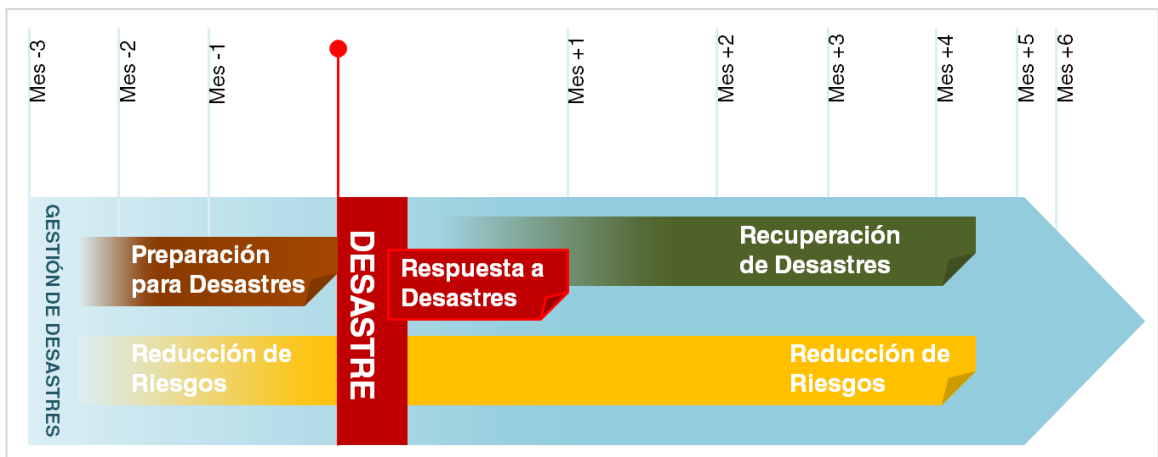 Mes -3
Mes -2
Mes -1
Mes +1
Mes +2
Mes +3
Mes +4
Mes +5
Mes +6
GESTIÓN DE DESASTRES
Preparación
para Desastres
DESASTRE
Respuesta a
Desastres
Recuperación
de Desastres
Reducción de
Riesgos
Reducción de
Riesgos